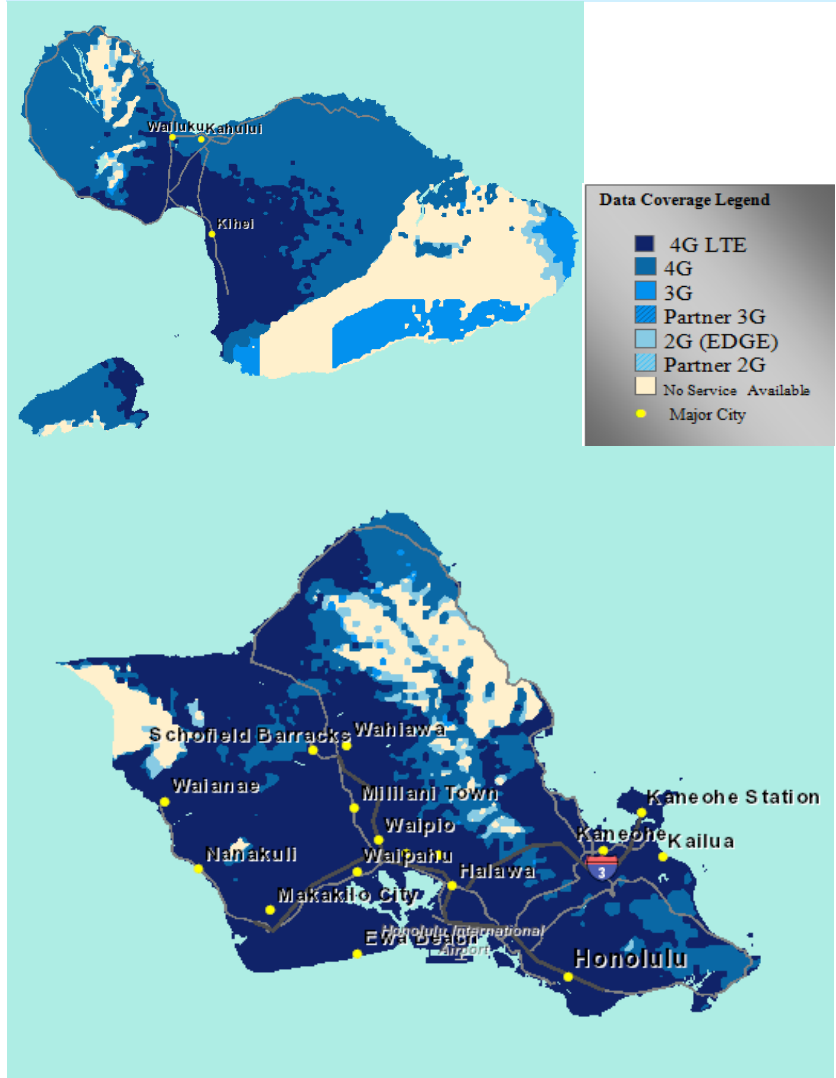 Wailuku
Kahului
Kihei
Data Coverage Legend
4G LTE
4G
3G
Partner 3G
2G (EDGE)
Partner 2G
No Service Available
Major City
Schofield Barracks
Wahiawa
Waianae
Mililani Town
Kaneohe Station
Waipio
Kaneohe
Kailua
Nanakuli
Waipahu
Halawa
3
Makakilo City
Ewa Beach
Honolulu International
Airport
Honolulu